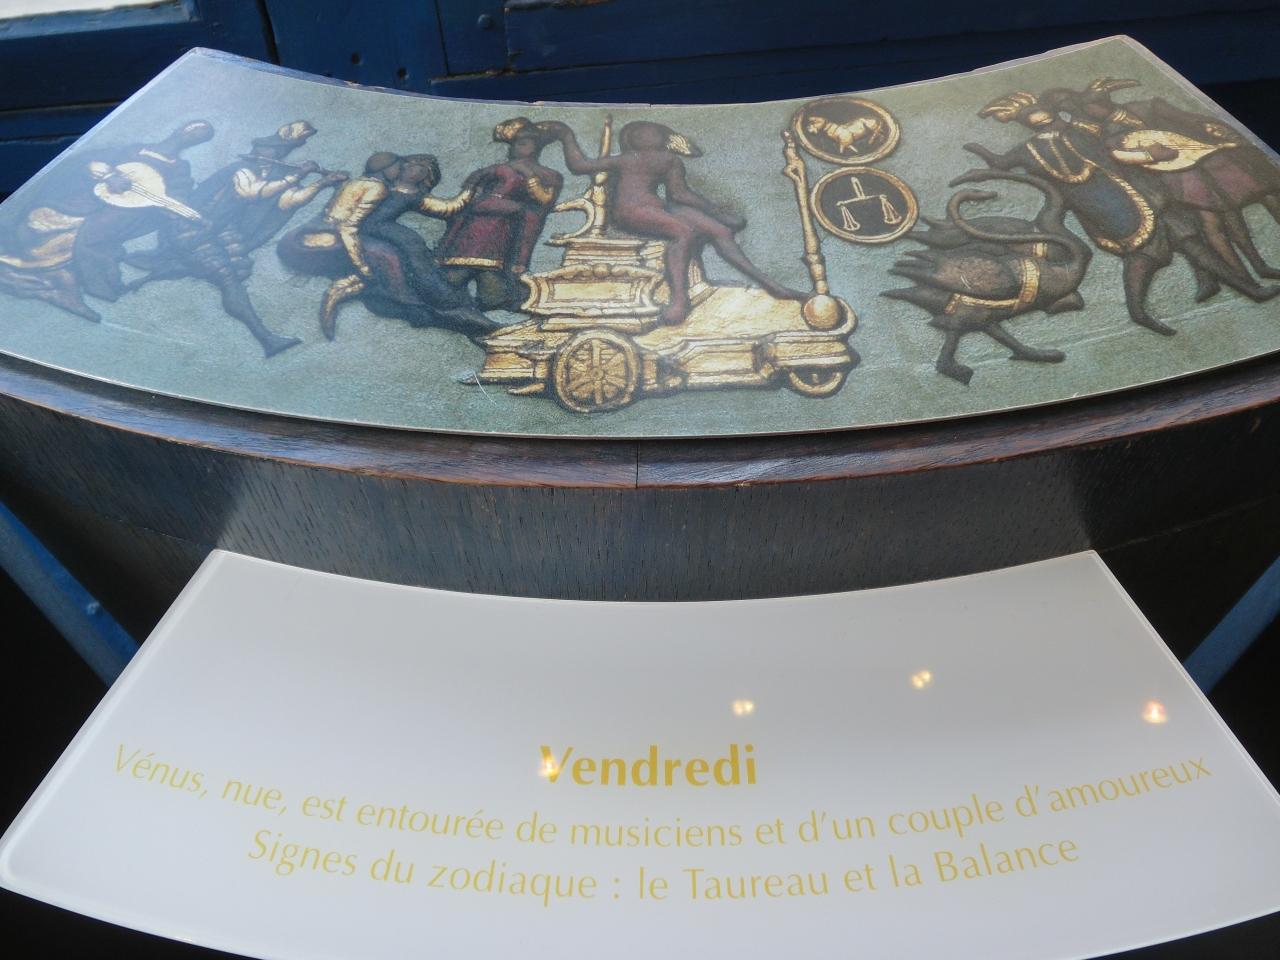 Vendredi
Vénus, nue, est entourée de musiciens et d'un couple d'amoureux
Signes du zodiaque : le Taureau et la Balance